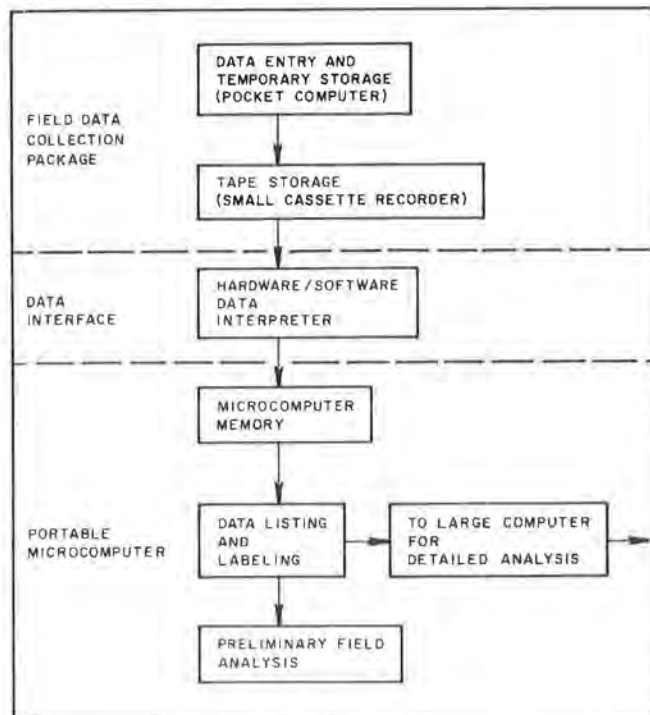 DATA ENTRY AND
TEMPORARY STORAGE
(POCKET COMPUTER)
FIELD DATA
COLLECTION
PACKAGE
TAPE STORAGE
(SMALL CASSETTE RECORDER)
DATA
INTERFACE
HARDWARE/SOFTWARE
DATA
INTERPRETER
MICROCOMPUTER
MEMORY
PORTABLE
MICROCOMPUTER
DATA LISTING
AND
LABELING
TO LARGE COMPUTER
FOR
DETAILED ANALYSIS
PRELIMINARY FIELD
ANALYSIS